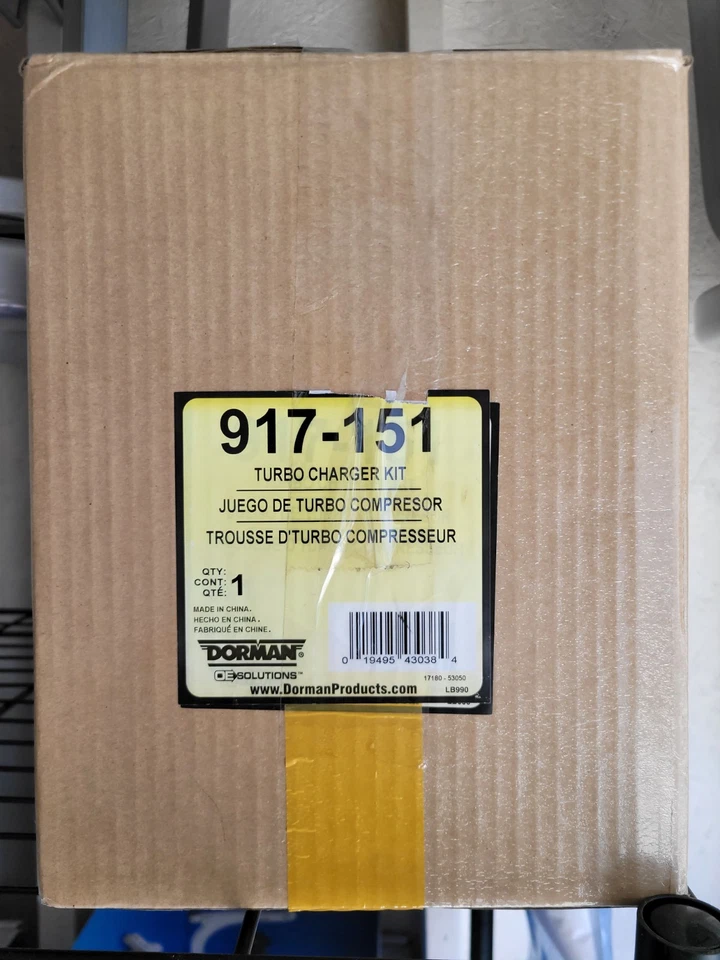 917-151
TURBO CHARGER KIT
JUEGO DE TURBO COMPRESOR
TROUSSE D'TURBO COMPRESSEUR
QTY:
CONT: 1
QTÉ:
MADE IN CHINA.
HECHO EN CHINA.
FABRIQUÉ EN CHINE.
DORMAN®
OE SOLUTIONS™
www.DormanProducts.com
0 19495 43038 4
17180 - 53050
LB990